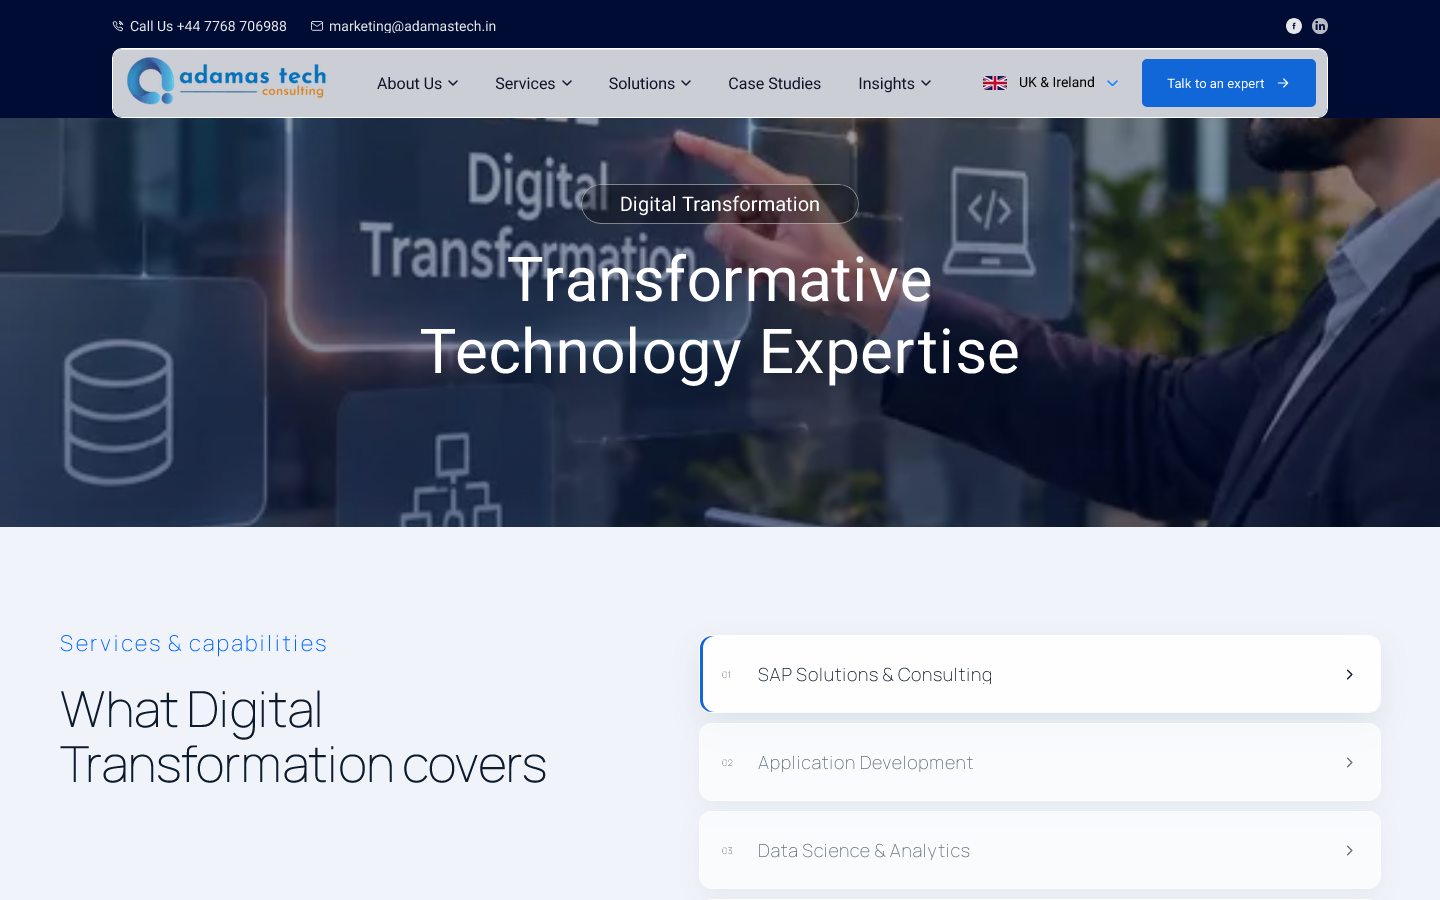 Call Us +44 7768 706988
marketing@adamastech.in
adamas tech
consulting
About Us
Services
Solutions
Case Studies
Insights
UK & Ireland
Talk to an expert
Digital
Transformation
Digital Transformation
Transformative
Technology Expertise
Services & capabilities
What Digital
Transformation covers
01 SAP Solutions & Consulting
02 Application Development
03 Data Science & Analytics